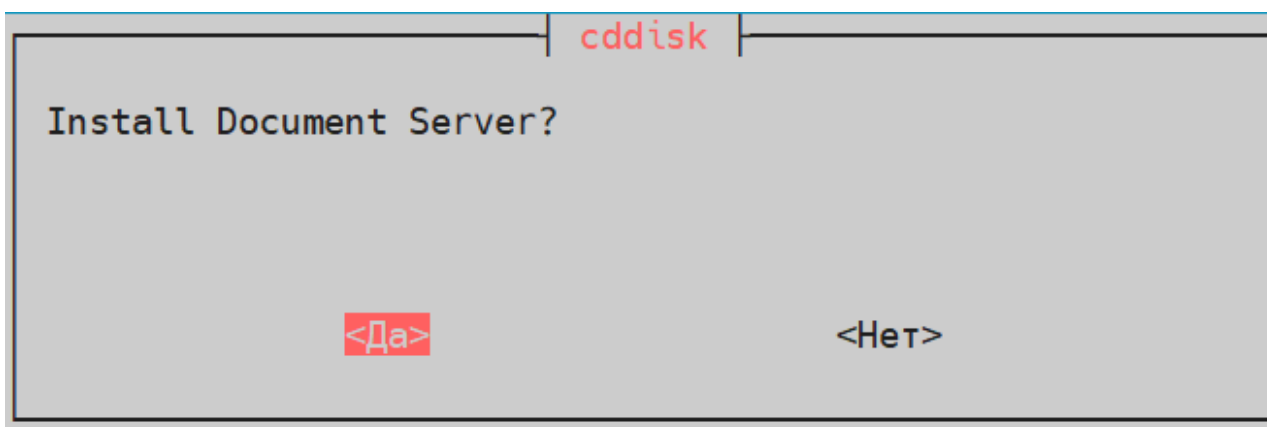 cddisk
Install Document Server?
<Да> <Нет>